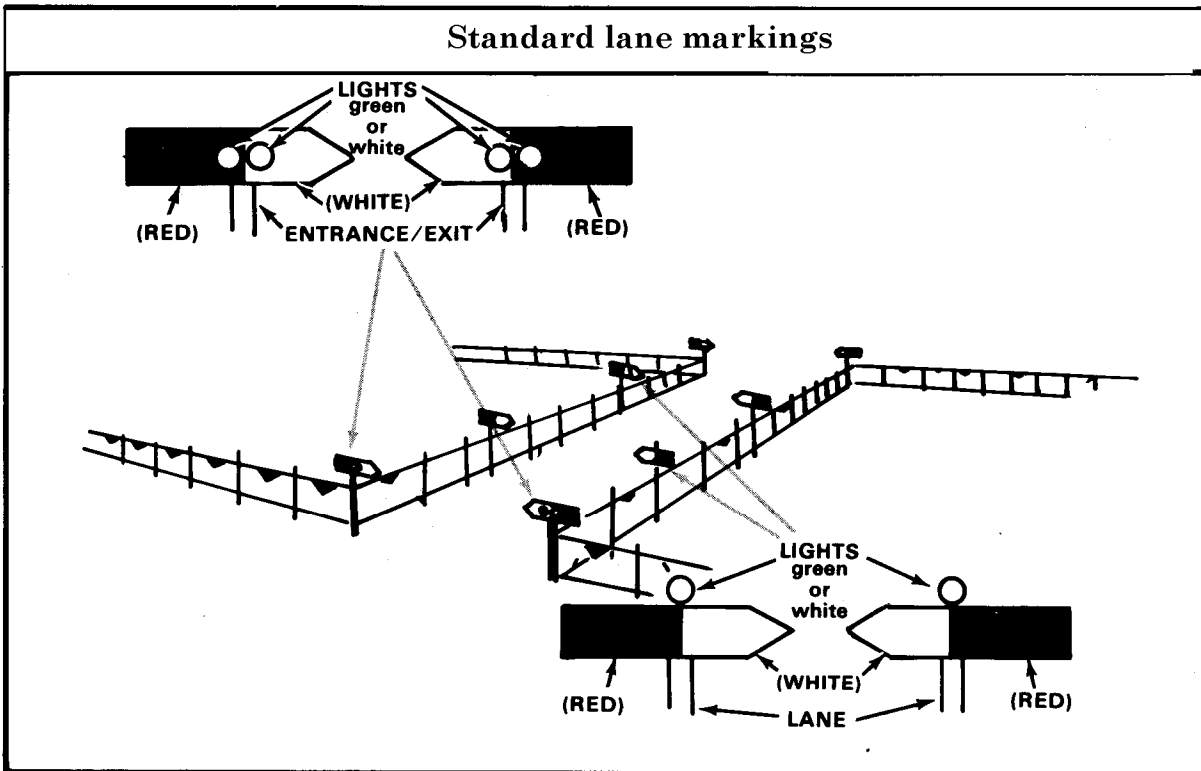 Standard lane markings
LIGHTS
green
or
white
(WHITE)
(RED)
ENTRANCE/EXIT
(RED)
LIGHTS
green
or
white
(WHITE)
(RED)
LANE
(RED)